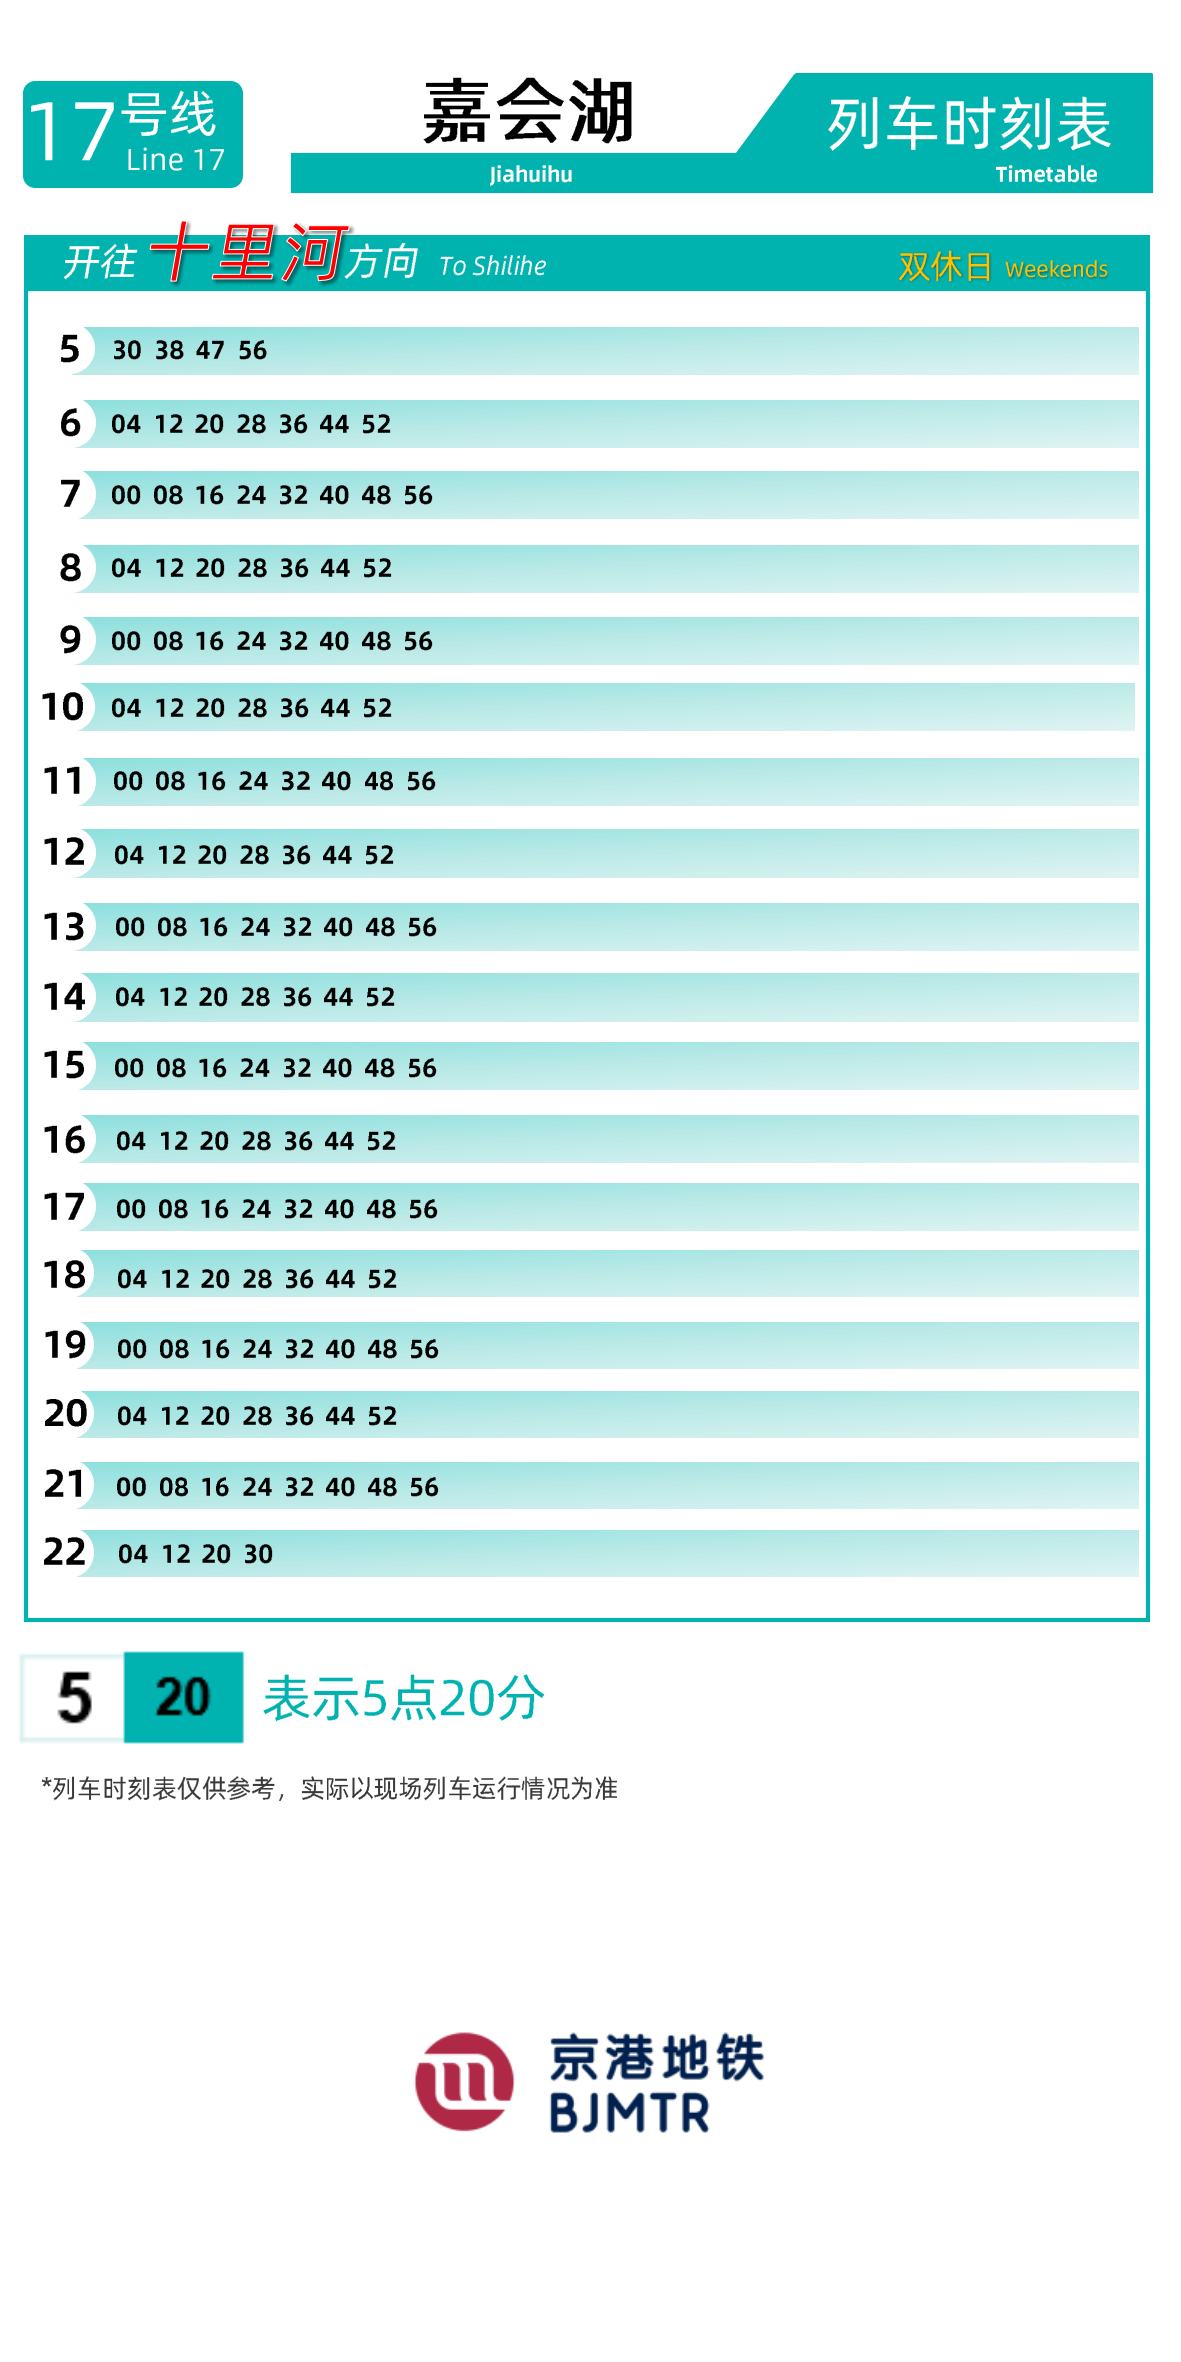 17号线
Line 17
嘉会湖
Jiahuihu
列车时刻表
Timetable
开往十里河方向 To Shilihe 双休日 Weekends
5 30 38 47 56
6 04 12 20 28 36 44 52
7 00 08 16 24 32 40 48 56
8 04 12 20 28 36 44 52
9 00 08 16 24 32 40 48 56
10 04 12 20 28 36 44 52
11 00 08 16 24 32 40 48 56
12 04 12 20 28 36 44 52
13 00 08 16 24 32 40 48 56
14 04 12 20 28 36 44 52
15 00 08 16 24 32 40 48 56
16 04 12 20 28 36 44 52
17 00 08 16 24 32 40 48 56
18 04 12 20 28 36 44 52
19 00 08 16 24 32 40 48 56
20 04 12 20 28 36 44 52
21 00 08 16 24 32 40 48 56
22 04 12 20 30
5 20 表示5点20分
*列车时刻表仅供参考，实际以现场列车运行情况为准
京港地铁
BJMTR